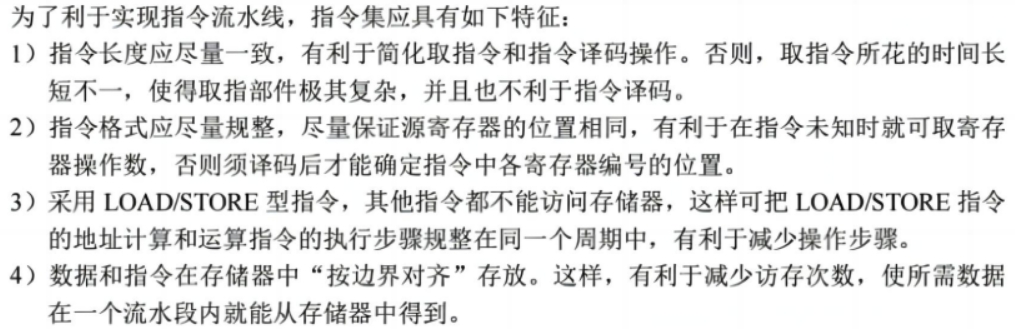 为了利于实现指令流水线，指令集应具有如下特征：
1）指令长度应尽量一致，有利于简化取指令和指令译码操作。否则，取指令所花的时间长
短不一，使得取指部件极其复杂，并且也不利于指令译码。
2）指令格式应尽量规整，尽量保证源寄存器的位置相同，有利于在指令未知时就可取寄存
器操作数，否则须译码后才能确定指令中各寄存器编号的位置。
3）采用 LOAD/STORE 型指令，其他指令都不能访问存储器，这样可把 LOAD/STORE 指令
的地址计算和运算指令的执行步骤规整在同一个周期中，有利于减少操作步骤。
4）数据和指令在存储器中“按边界对齐”存放。这样，有利于减少访存次数，使所需数据
在一个流水段内就能从存储器中得到。